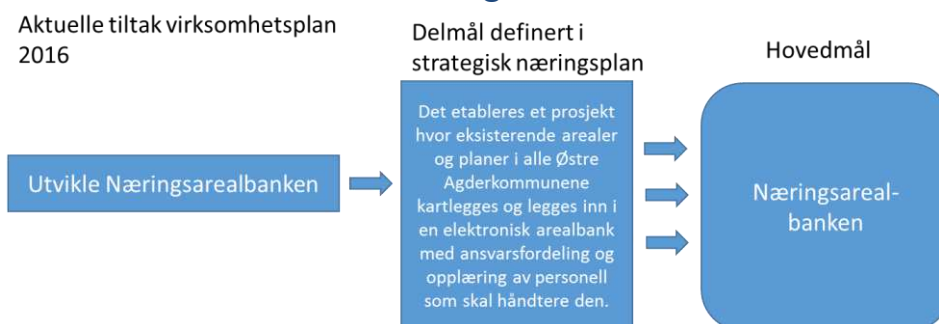 Aktuelle tiltak virksomhetsplan
2016
Delmål definert i
strategisk næringsplan
Hovedmål
Utvikle Næringsarealbanken
Det etableres et prosjekt
hvor eksisterende arealer
og planer i alle Østre
Agderkommunene
kartlegges og legges inn i
en elektronisk arealbank
med ansvarsfordeling og
opplæring av personell
som skal håndtere den.
Næringsareal-
banken